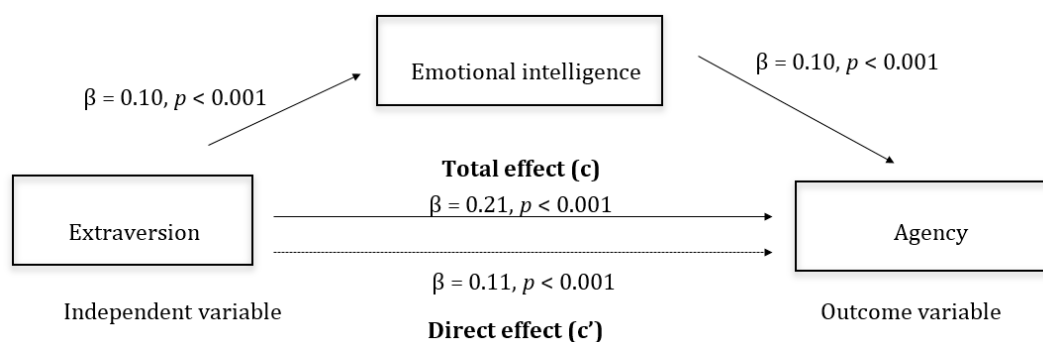 Emotional intelligence
β = 0.10, p < 0.001
β = 0.10, p < 0.001
Total effect (c)
β = 0.21, p < 0.001
Extraversion
Agency
β = 0.11, p < 0.001
Independent variable
Outcome variable
Direct effect (c’)